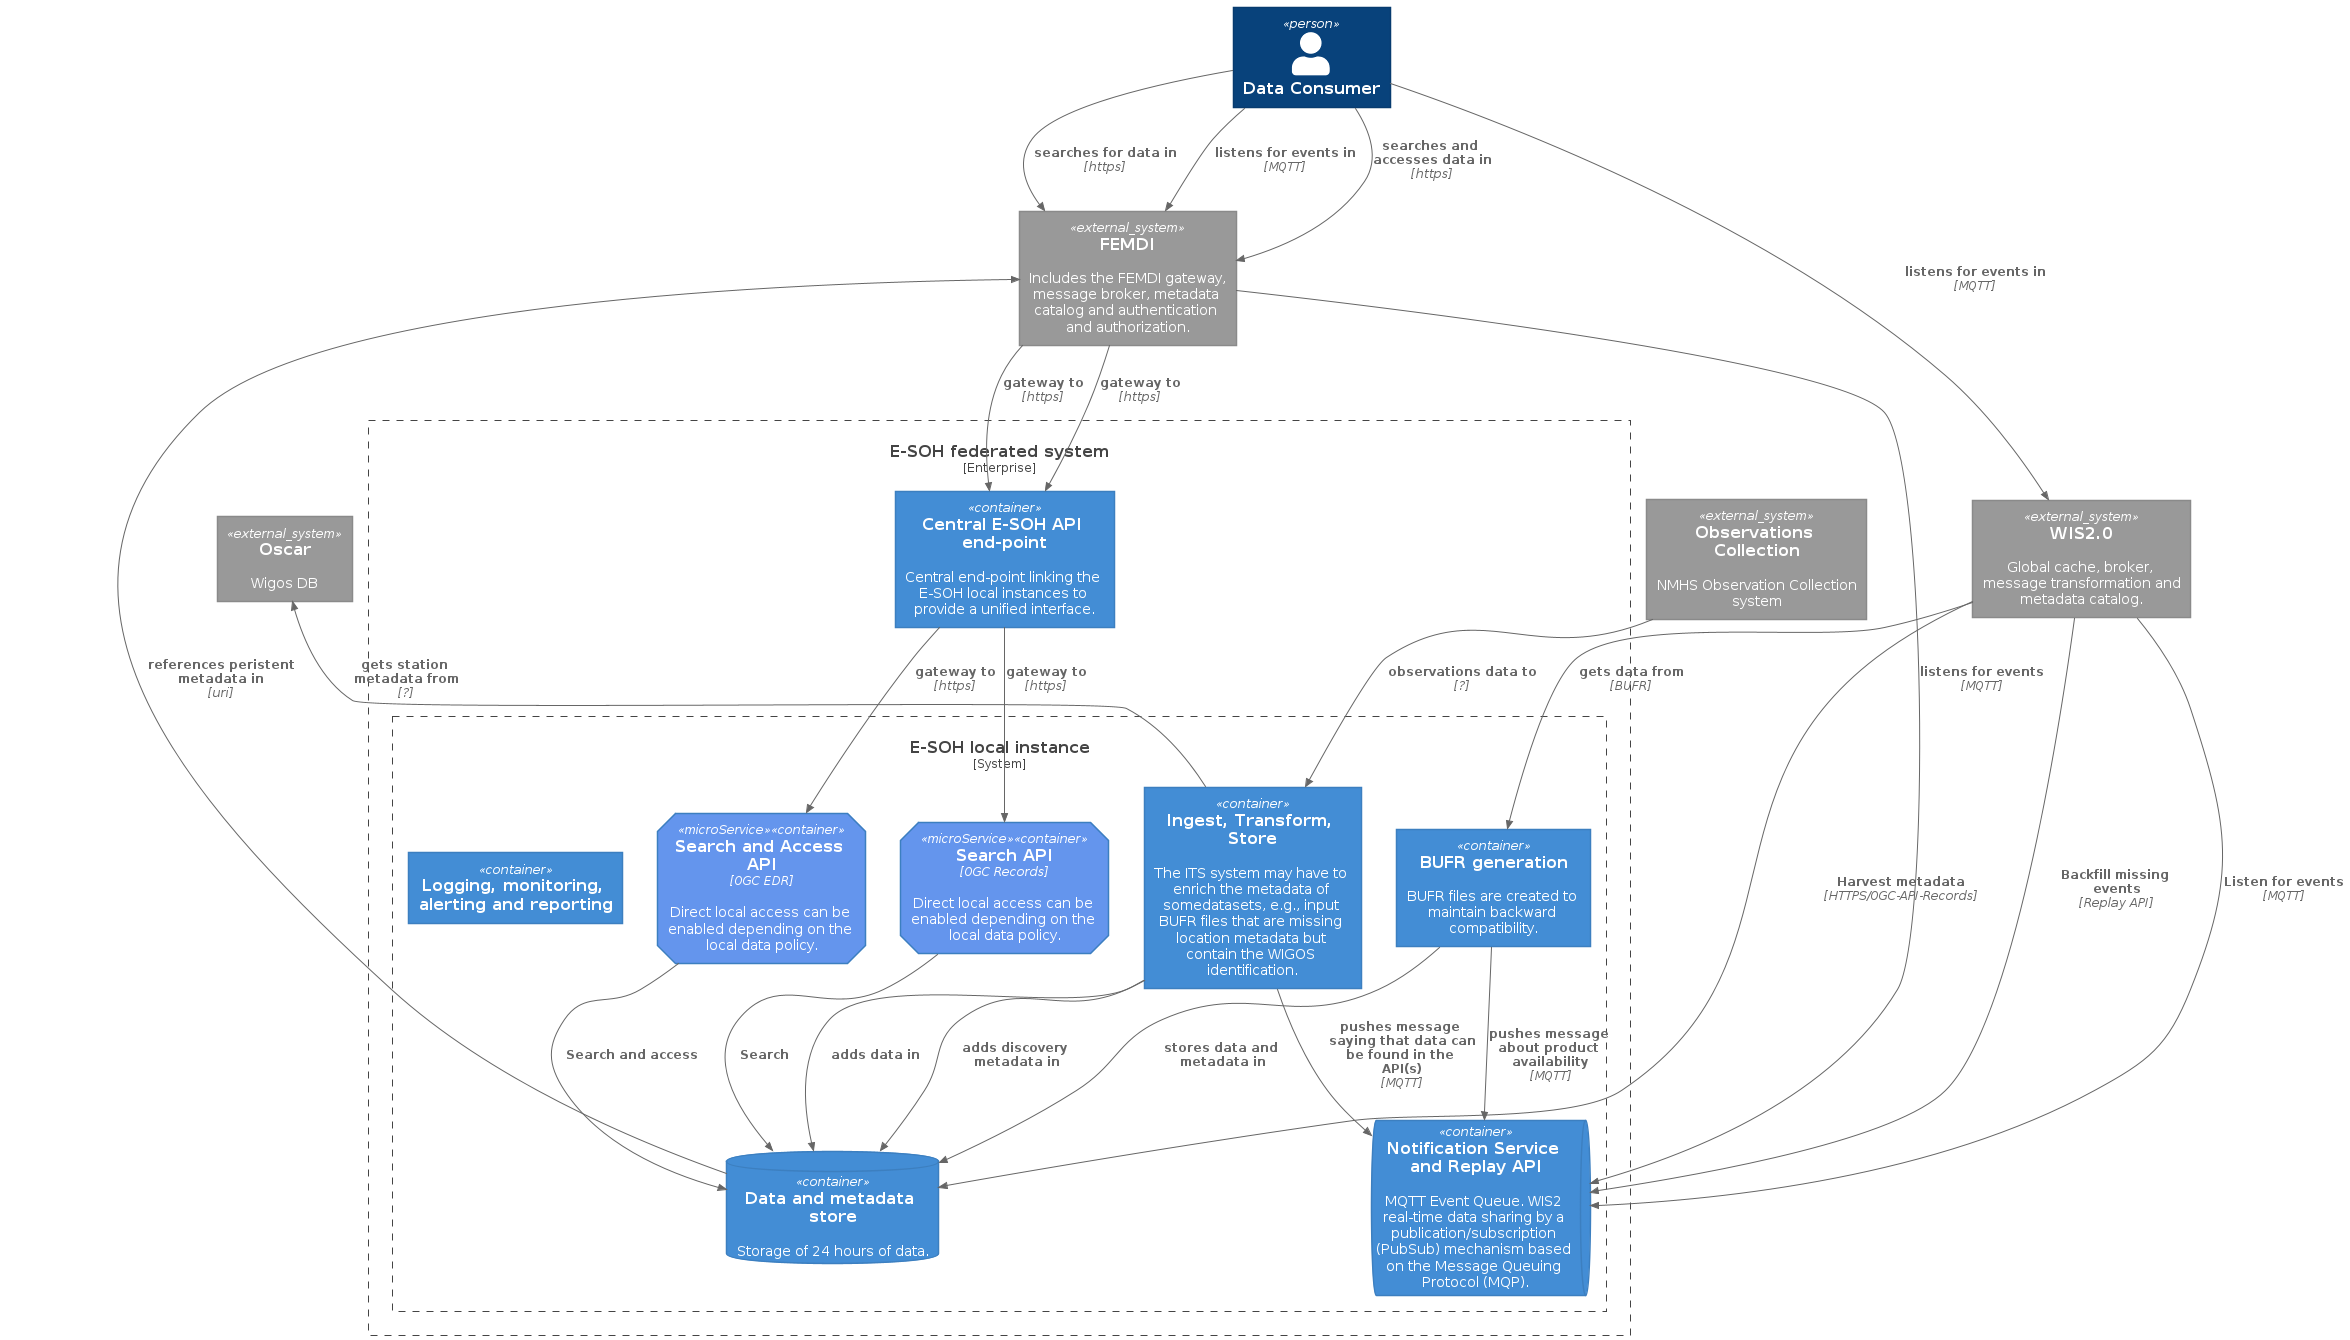 «person»
Data Consumer
searches for data in
[https]
listens for events in
[MQTT]
searches and
accesses data in
[https]
listens for events in
[MQTT]
«external_system»
FEMDI
Includes the FEMDI gateway,
message broker, metadata
catalog and authentication
and authorization.
gateway to
[https]
gateway to
[https]
E-SOH federated system
[Enterprise]
«container»
Central E-SOH API
end-point
Central end-point linking the
E-SOH local instances to
provide a unified interface.
«external_system»
Oscar
Wigos DB
«external_system»
Observations
Collection
NMHS Observation Collection
system
«external_system»
WIS2.0
Global cache, broker,
message transformation and
metadata catalog.
references peristent
metadata in
[uri]
gets station
metadata from
[?]
gateway to
[https]
gateway to
[https]
observations data to
[?]
gets data from
[BUFR]
listens for events
[MQTT]
E-SOH local instance
[System]
«container»
Logging, monitoring,
alerting and reporting
«microService»«container»
Search and Access
API
[OGC EDR]
Direct local access can be
enabled depending on the
local data policy.
«microService»«container»
Search API
[OGC Records]
Direct local access can be
enabled depending on the
local data policy.
«container»
Ingest, Transform,
Store
The ITS system may have to
enrich the metadata of
somedatasets, e.g., input
BUFR files that are missing
location metadata but
contain the WIGOS
identification.
«container»
BUFR generation
BUFR files are created to
maintain backward
compatibility.
Harvest metadata
[HTTPS/OGC-API-Records]
Backfill missing
events
[Replay API]
Listen for events
[MQTT]
Search and access
Search
adds data in
adds discovery
metadata in
stores data and
metadata in
pushes message
saying that data can
be found in the
API(s)
[MQTT]
pushes message
about product
availability
[MQTT]
«container»
Data and metadata
store
Storage of 24 hours of data.
«container»
Notification Service
and Replay API
MQTT Event Queue. WIS2
real-time data sharing by a
publication/subscription
(PubSub) mechanism based
on the Message Queuing
Protocol (MQP).